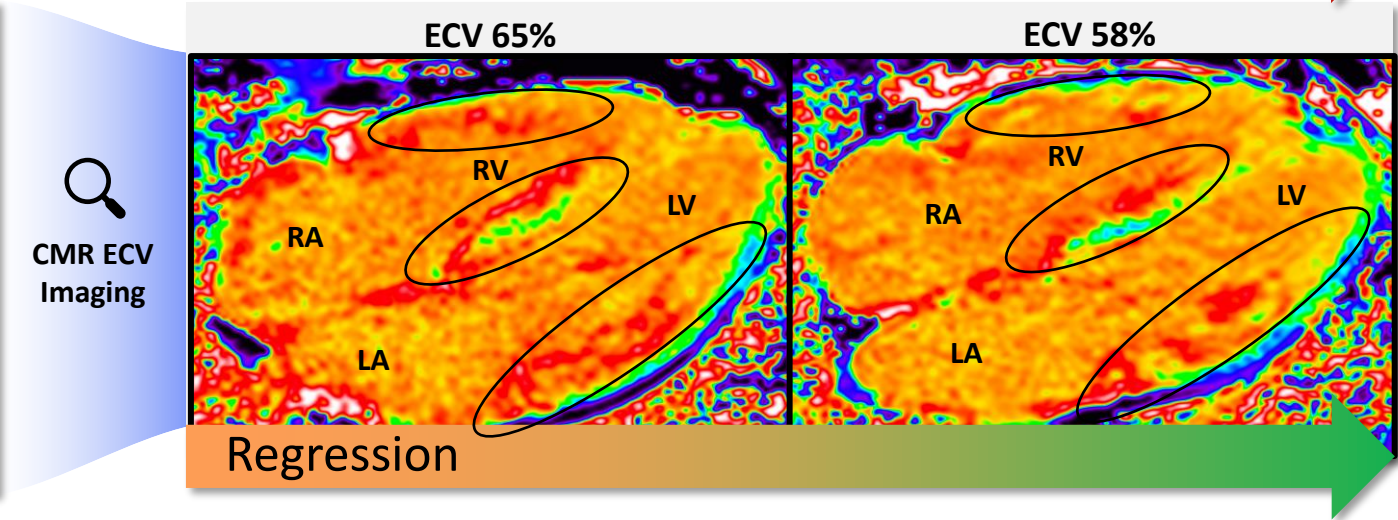 ECV 65%
ECV 58%
CMR ECV
Imaging
RV
LV
RA
LA
RV
LV
RA
LA
Regression